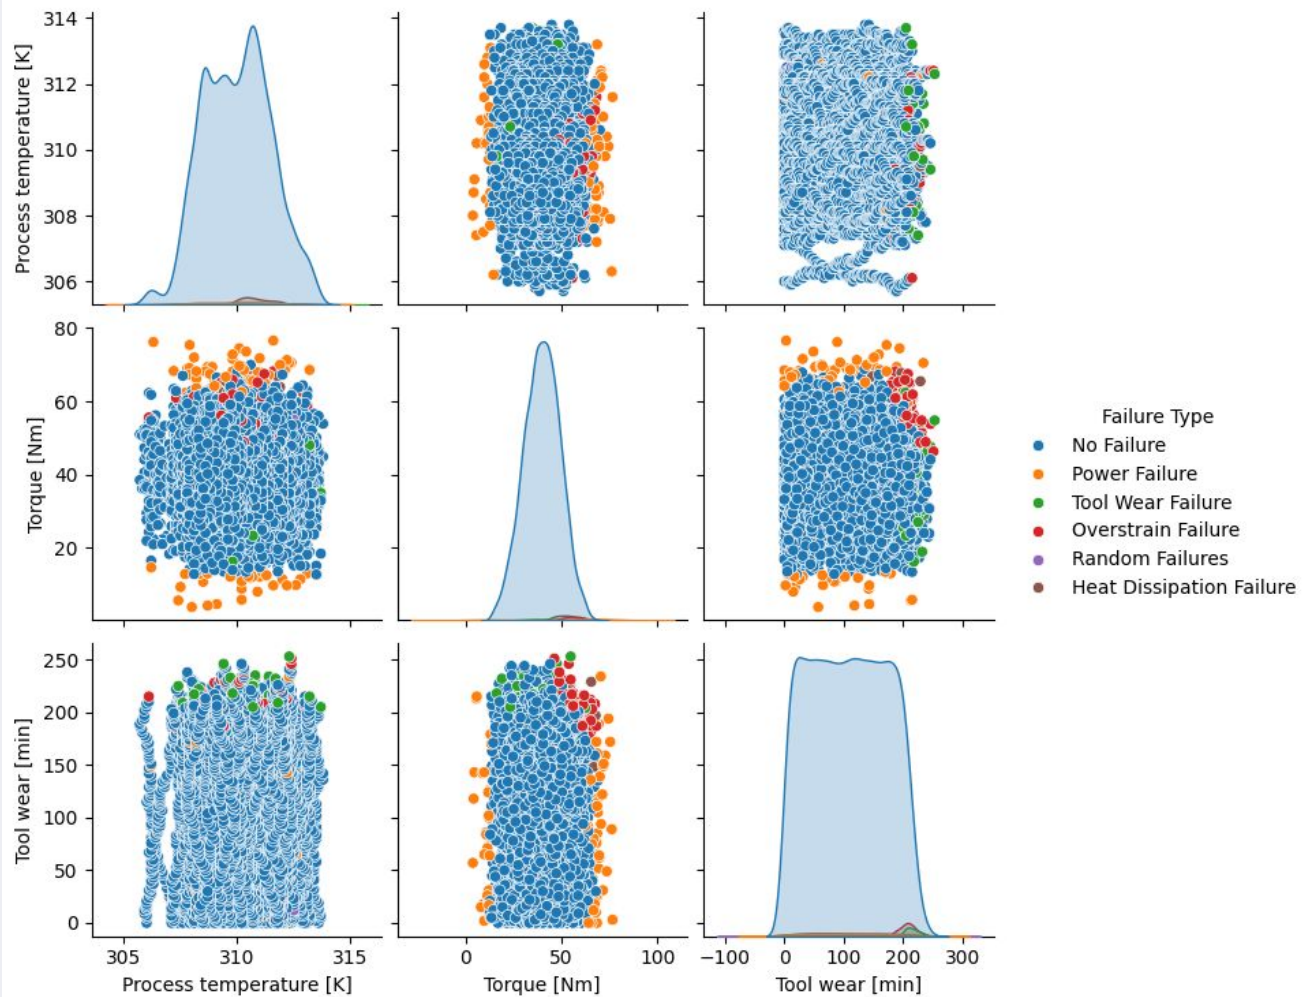 314
312
310
308
306
Process temperature [K]
80
60
40
20
Torque [Nm]
Failure Type
No Failure
Power Failure
Tool Wear Failure
Overstrain Failure
Random Failures
Heat Dissipation Failure
250
200
150
100
50
0
Tool wear [min]
305 310 315
Process temperature [K]
0 50 100
Torque [Nm]
−100 0 100 200 300
Tool wear [min]